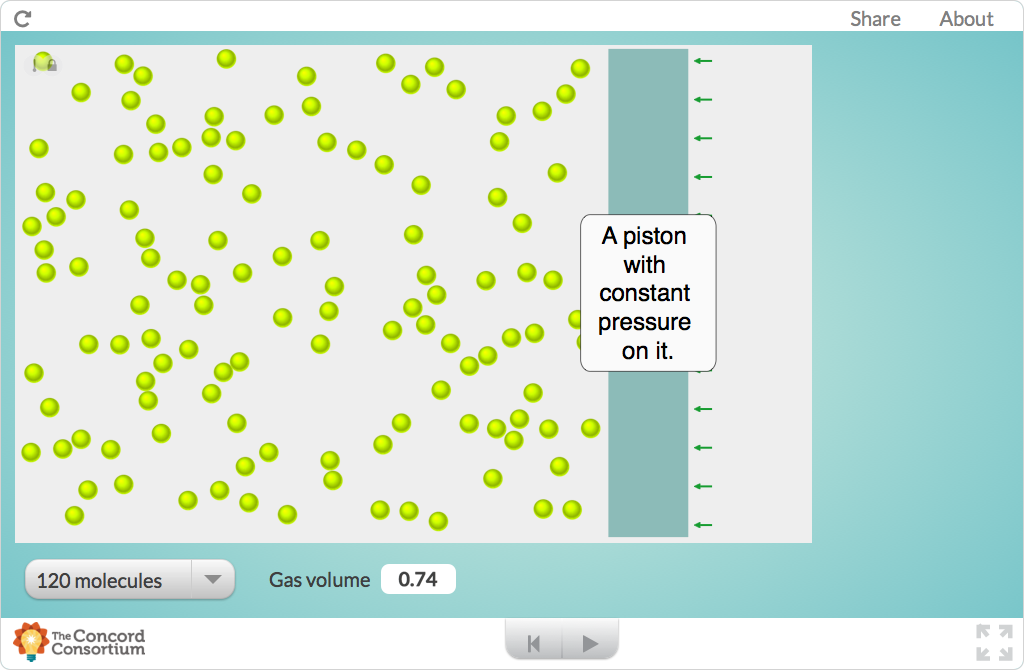 Share About
A piston
with
constant
pressure
on it.
120 molecules Gas volume 0.74
The Concord
Consortium